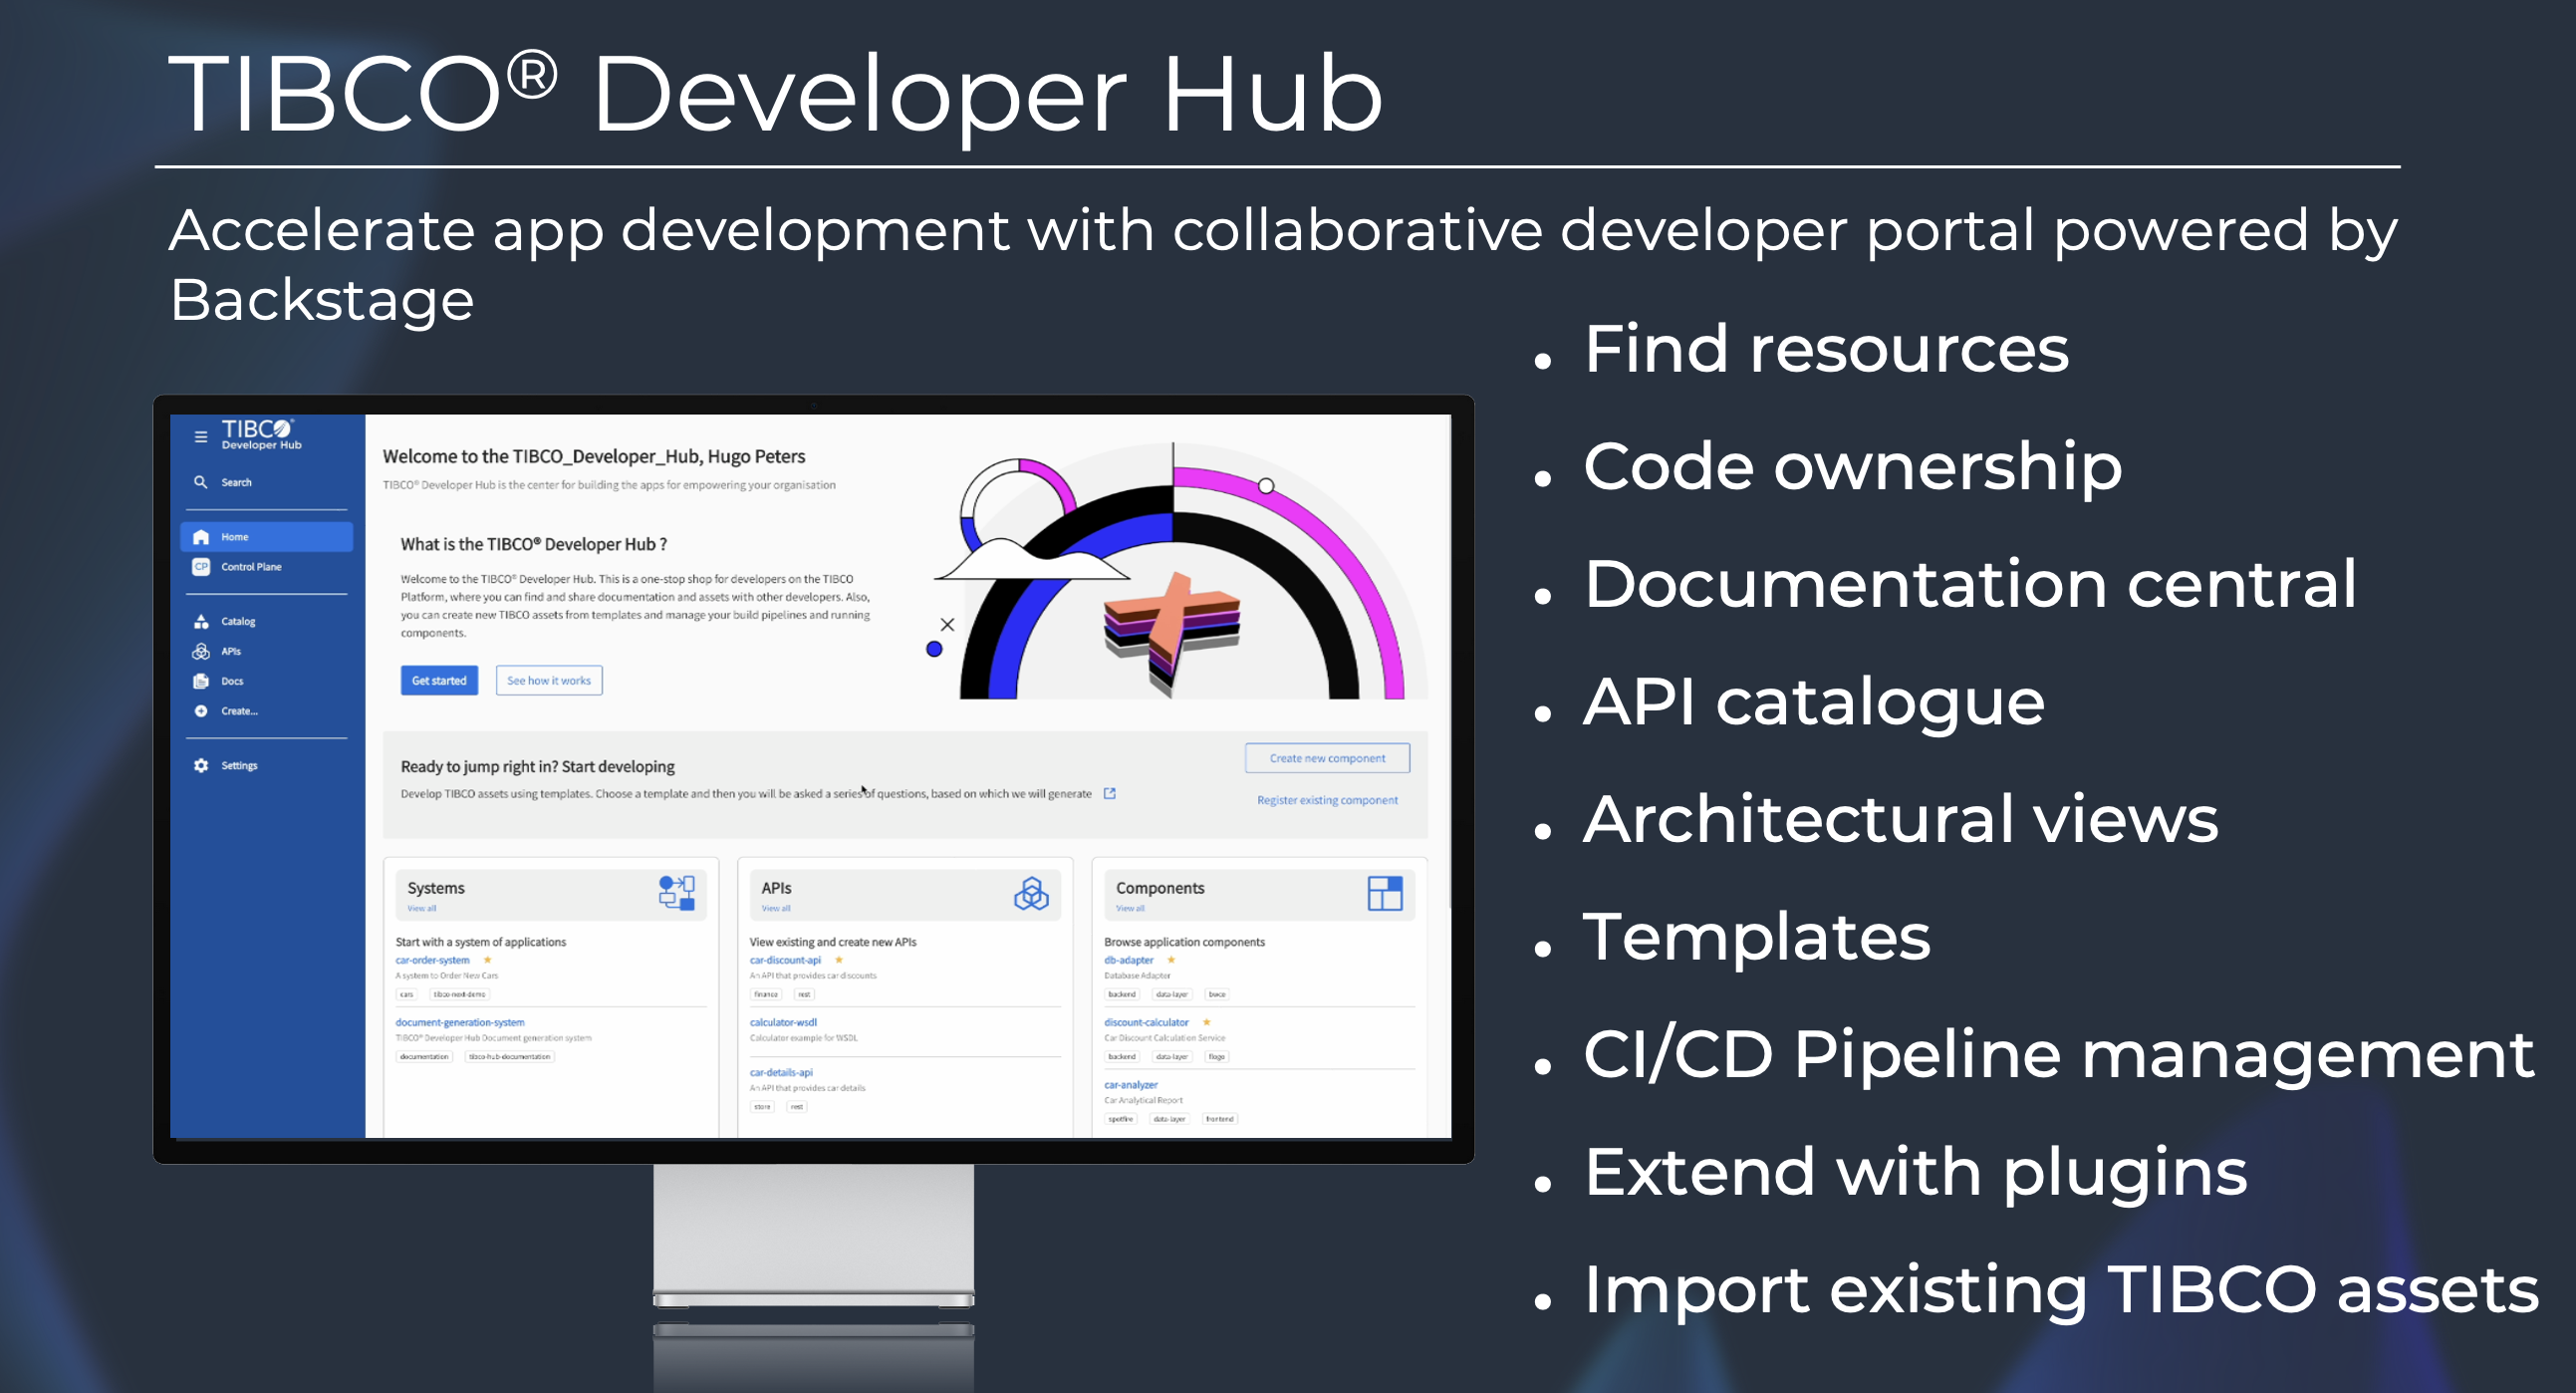 TIBCO® Developer Hub
Accelerate app development with collaborative developer portal powered by
Backstage
TIBCO®
Developer Hub
Search
Home
CP Control Plane
Catalog
APIs
Docs
Create...
Settings
Welcome to the TIBCO_Developer_Hub, Hugo Peters
TIBCO® Developer Hub is the center for building the apps for empowering your organisation
What is the TIBCO® Developer Hub ?
Welcome to the TIBCO® Developer Hub. This is a one-stop shop for developers on the TIBCO
Platform, where you can find and share documentation and assets with other developers. Also,
you can create new TIBCO assets from templates and manage your build pipelines and running
components.
Get started
See how it works
Ready to jump right in? Start developing
Develop TIBCO assets using templates. Choose a template and then you will be asked a series of questions, based on which we will generate
Create new component
Register existing component
Systems
View all
Start with a system of applications
car-order-system
A system to Order New Cars
cars tibco-next-demo
document-generation-system
TIBCO® Developer Hub Document generation system
documentation tibco-hub-documentation
APIs
View all
View existing and create new APIs
car-discount-api
An API that provides car discounts
finance rest
calculator-wsdl
Calculator example for WSDL
car-details-api
An API that provides car details
store rest
Components
View all
Browse application components
db-adapter
Database Adaptor
backend data-layer bwce
discount-calculator
Car Discount Calculation Service
backend data-layer flogo
car-analyzer
Car Analytical Report
spotfire data-layer frontend
• Find resources
• Code ownership
• Documentation central
• API catalogue
• Architectural views
• Templates
• CI/CD Pipeline management
• Extend with plugins
• Import existing TIBCO assets